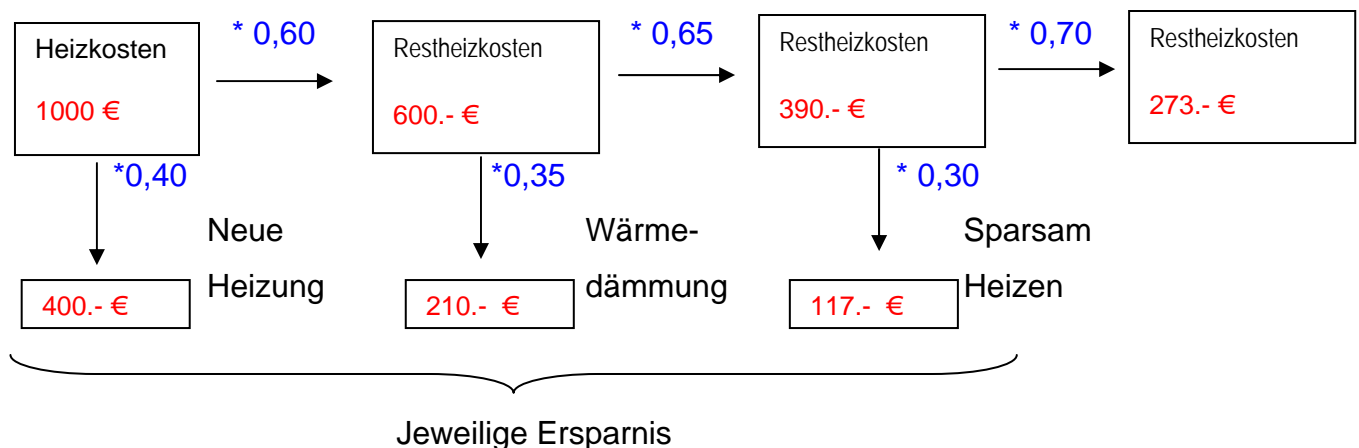 Heizkosten
1000 €
* 0,60
Restheizkosten
600.- €
* 0,65
Restheizkosten
390.- €
* 0,70
Restheizkosten
273.- €
*0,40
*0,35
* 0,30
Neue
Heizung
Wärme-
dämmung
Sparsam
Heizen
400.- €
210.- €
117.- €
Jeweilige Ersparnis